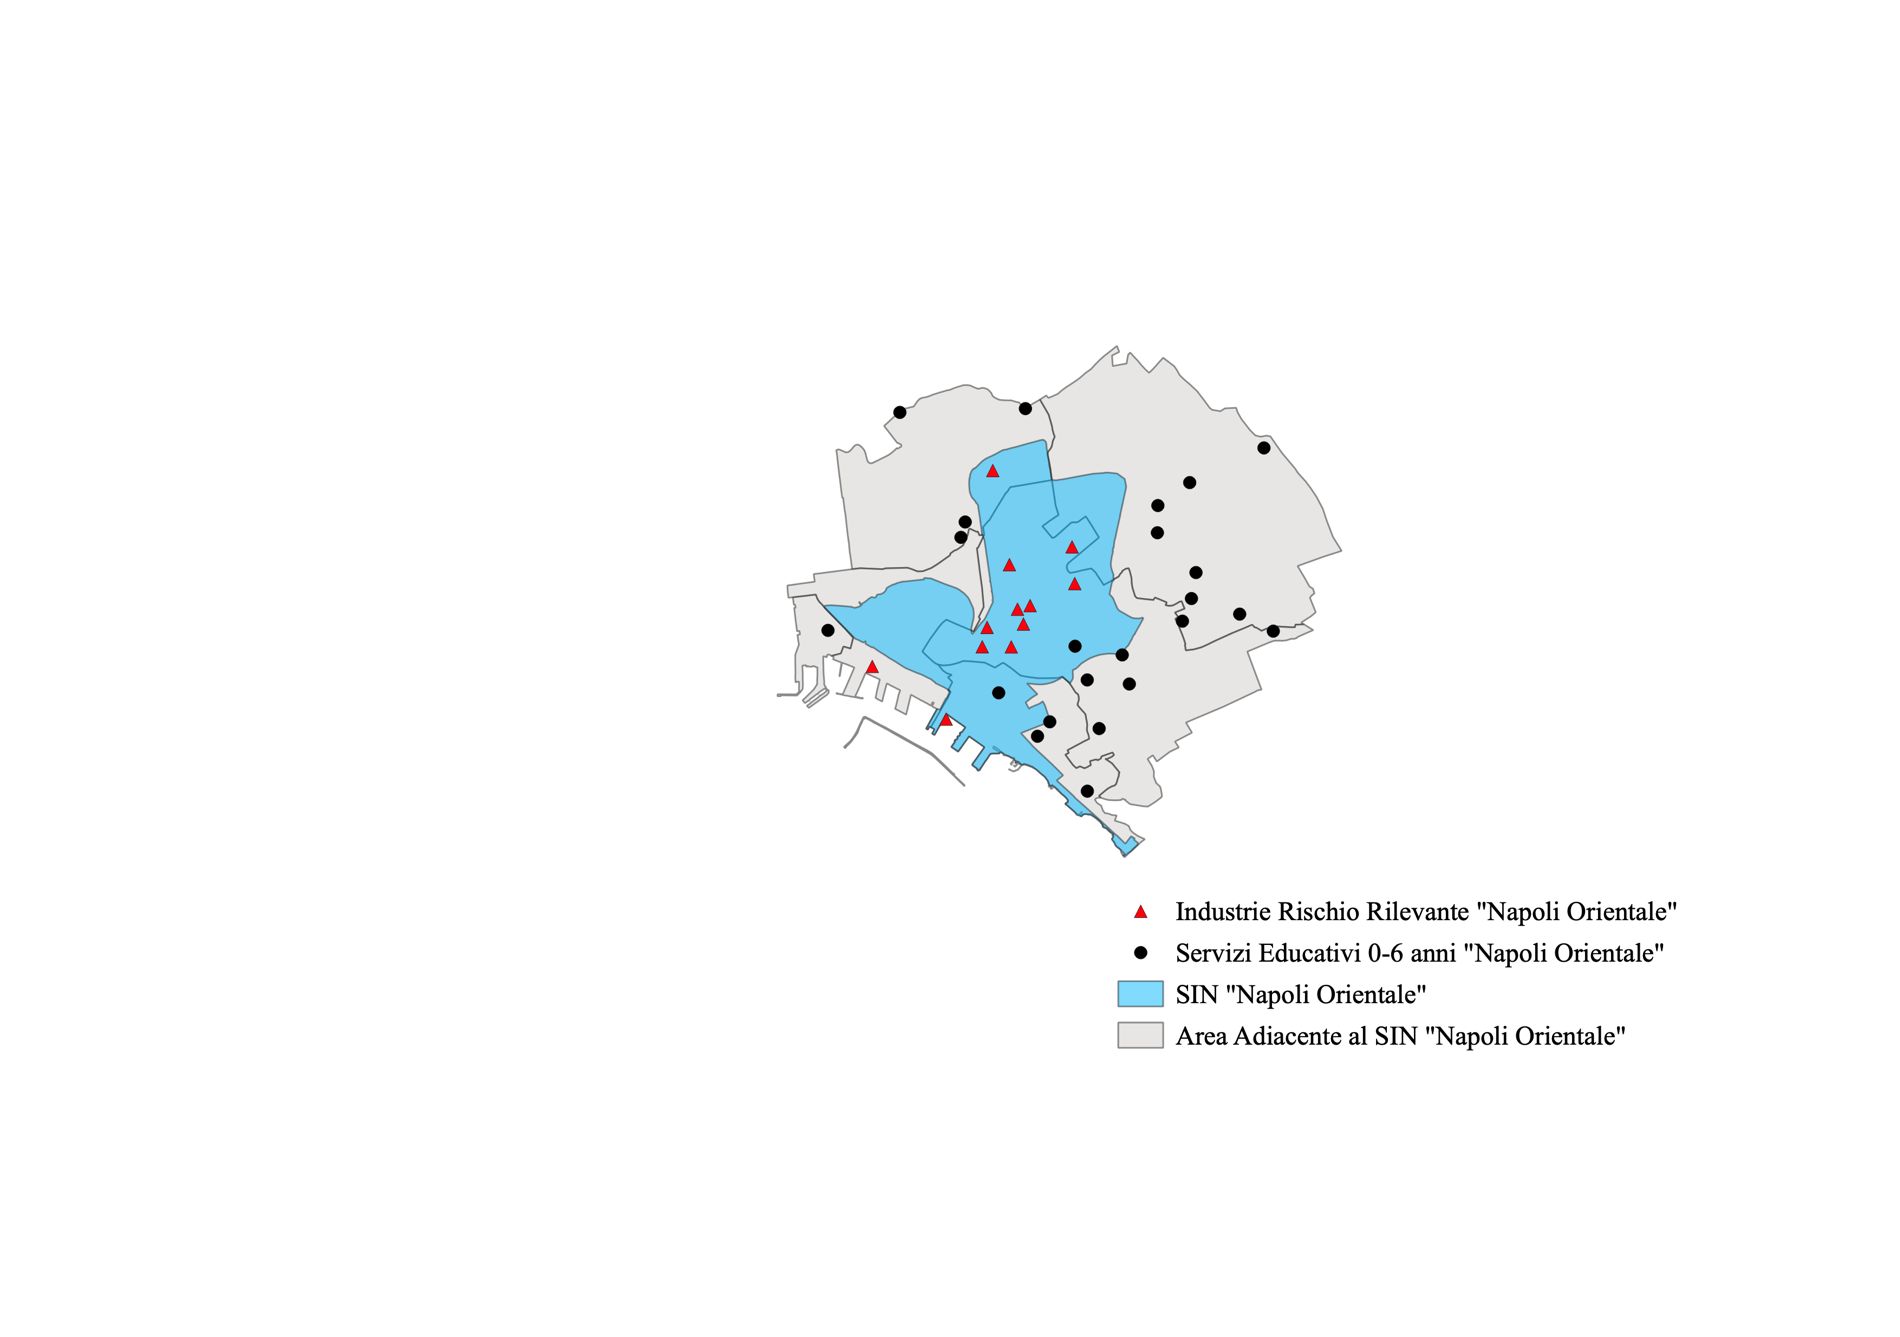 Industrie Rischio Rilevante "Napoli Orientale"
Servizi Educativi 0-6 anni "Napoli Orientale"
SIN "Napoli Orientale"
Area Adiacente al SIN "Napoli Orientale"